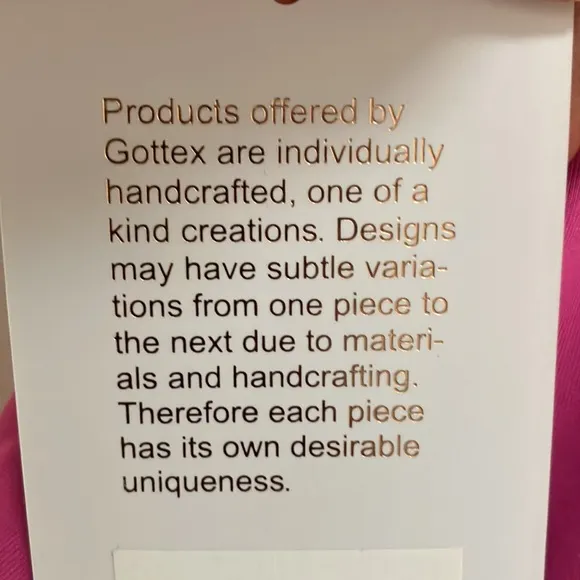 Products offered by
Gottex are individually
handcrafted, one of a
kind creations. Designs
may have subtle varia-
tions from one piece to
the next due to materi-
als and handcrafting.
Therefore each piece
has its own desirable
uniqueness.